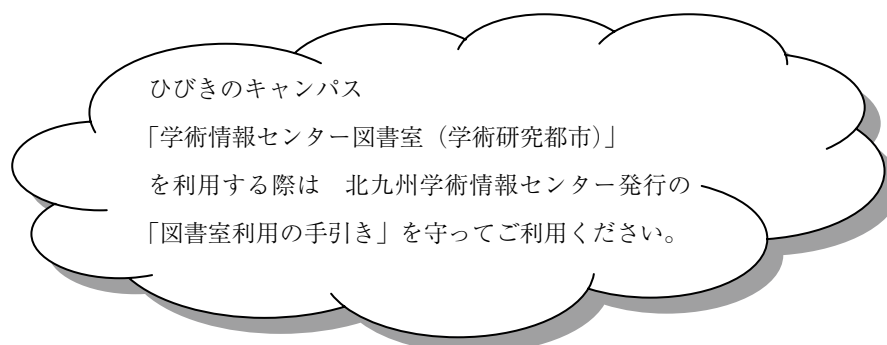 ひびきのキャンパス
「学術情報センター図書室（学術研究都市）」
を利用する際は　北九州学術情報センター発行の
「図書室利用の手引き」を守ってご利用ください。